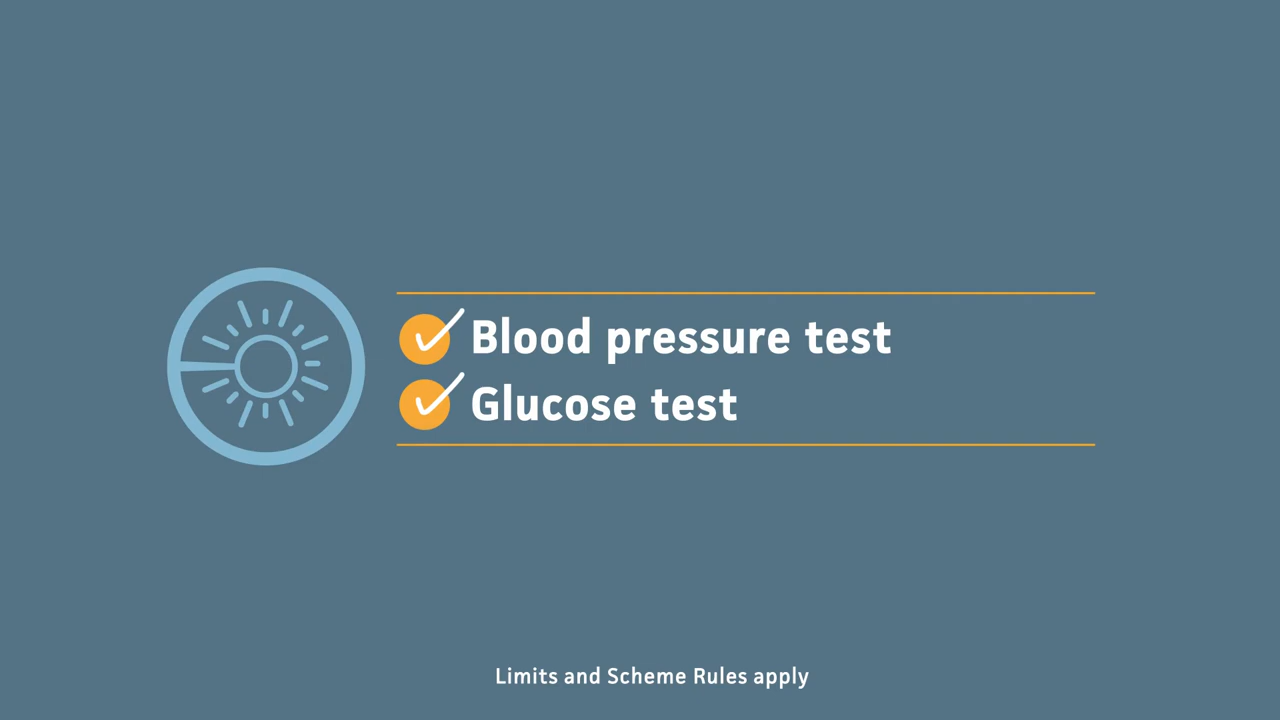 Blood pressure test
Glucose test
Limits and Scheme Rules apply